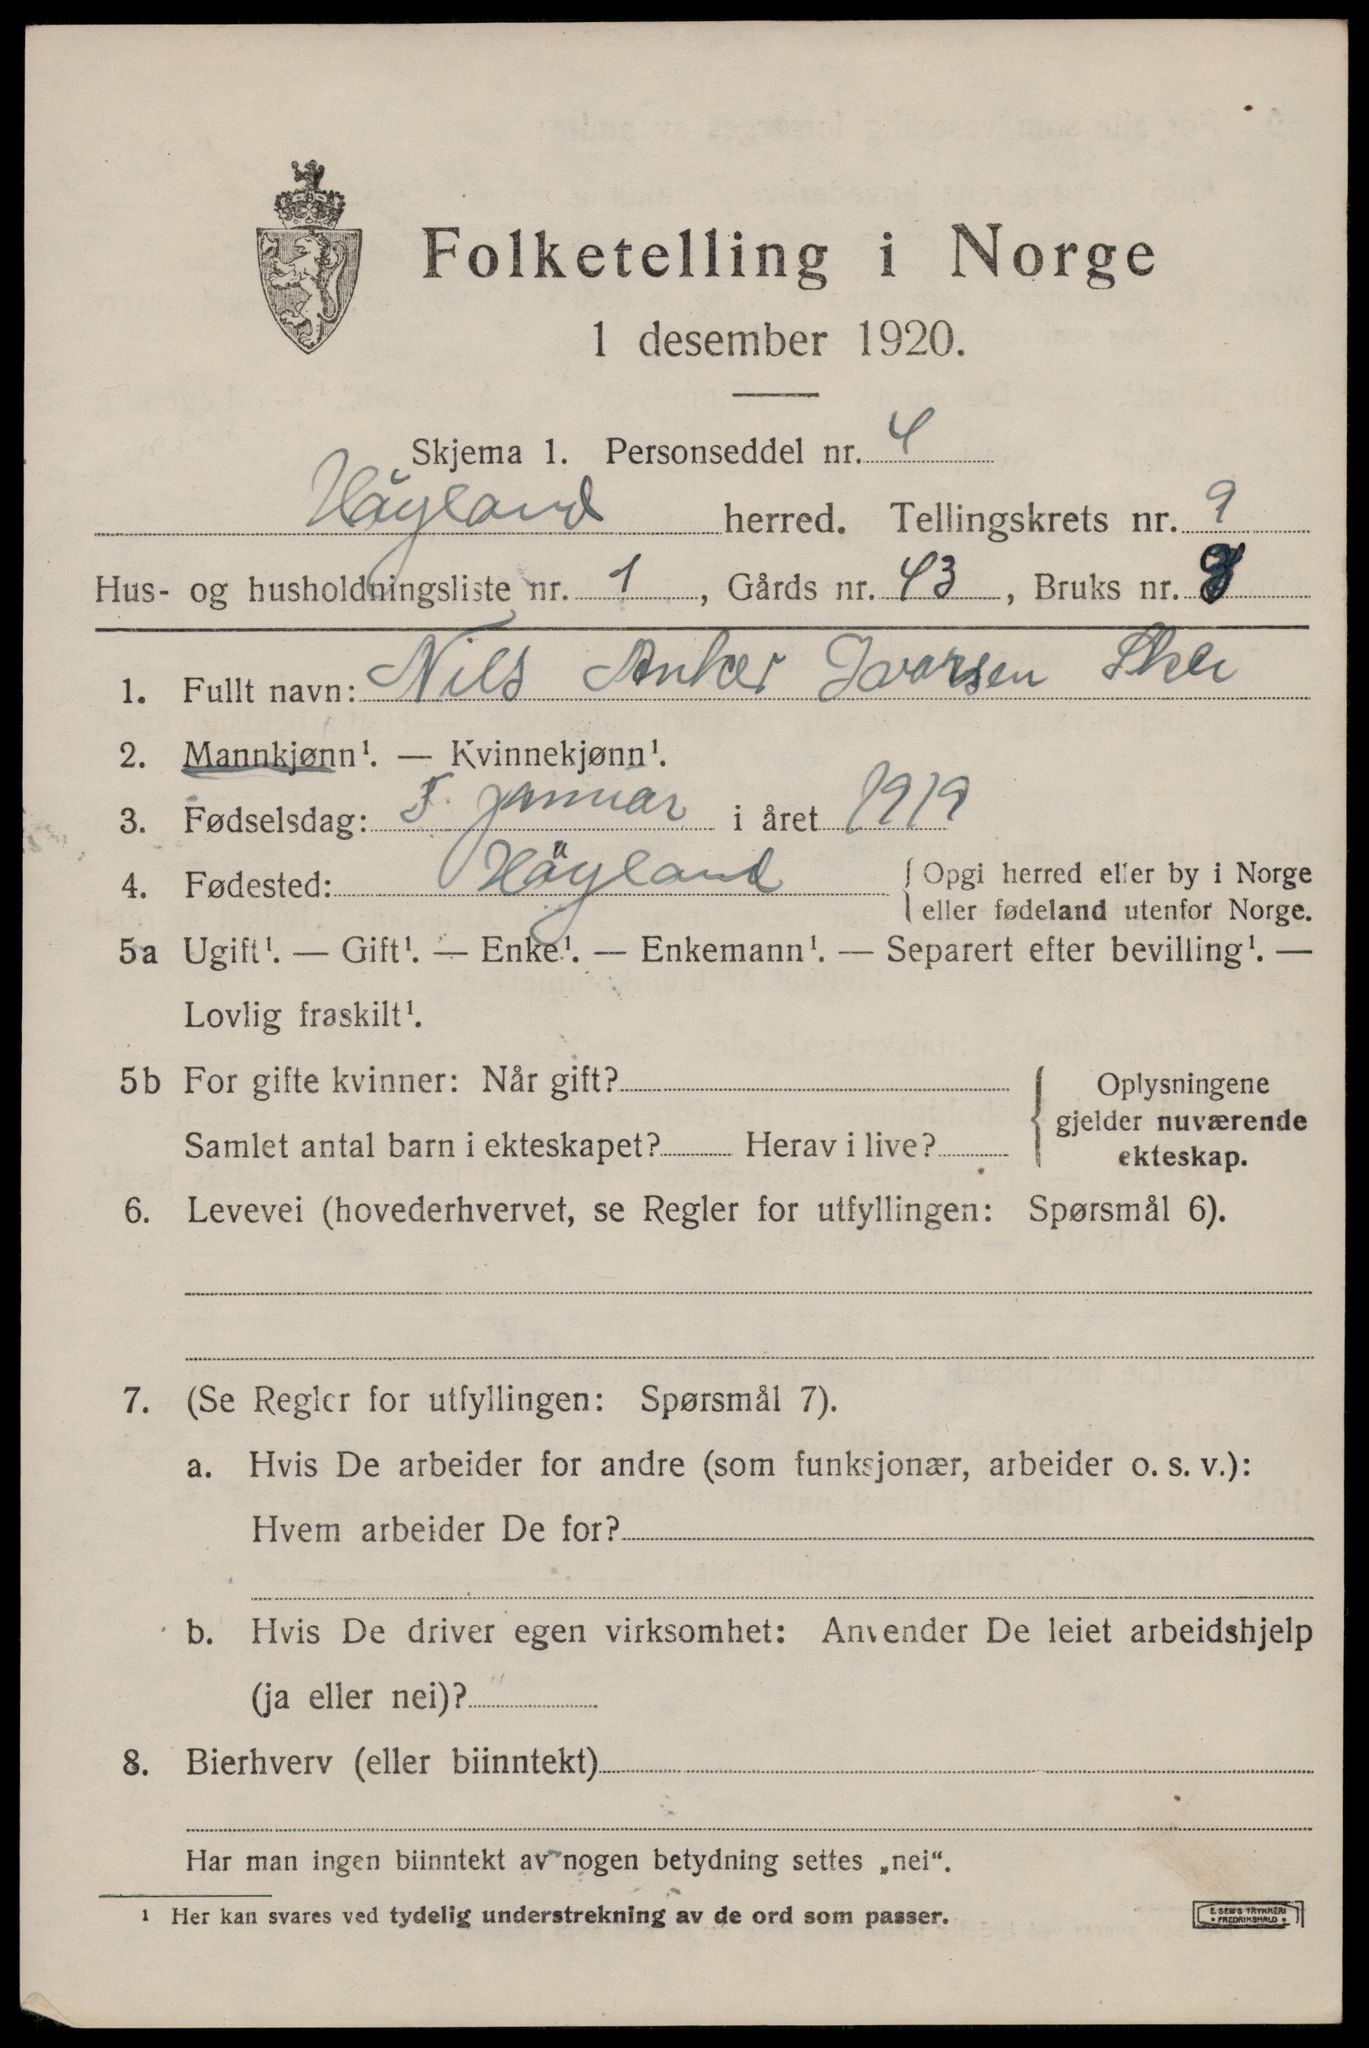 Folketelling i Norge
1 desember 1920.
Skjema 1. Personseddel nr. 4
Höyland herred. Tellingskrets nr. 9
Hus- og husholdningsliste nr. 1, Gårds nr. 43, Bruks nr.
1. Fullt navn: Nils Anker Ivarsen
2. Mannkjønn¹. — Kvinnekjønn¹.
3. Fødselsdag: 5. januar i året 1919
4. Fødested: Höyland { Opgi herred eller by i Norge
eller fødeland utenfor Norge.
5a Ugift¹. — Gift¹. — Enke¹. — Enkemann¹. — Separert efter bevilling¹. —
Lovlig fraskilt¹.
5b For gifte kvinner: Når gift? { Oplysningene
gjelder nuværende
Samlet antal barn i ekteskapet? Herav i live? ekteskap.
6. Levevei (hovederhvervet, se Regler for utfyllingen: Spørsmål 6).
7. (Se Regler for utfyllingen: Spørsmål 7).
a. Hvis De arbeider for andre (som funksjonær, arbeider o. s. v.):
Hvem arbeider De for?
b. Hvis De driver egen virksomhet: Anvender De leiet arbeidshjelp
(ja eller nei)?
8. Bierhverv (eller biinntekt)
Har man ingen biinntekt av nogen betydning settes „nei“.
¹ Her kan svares ved tydelig understrekning av de ord som passer.
E. SEM'S TRYKKERI
• FREDRIKSHALD •